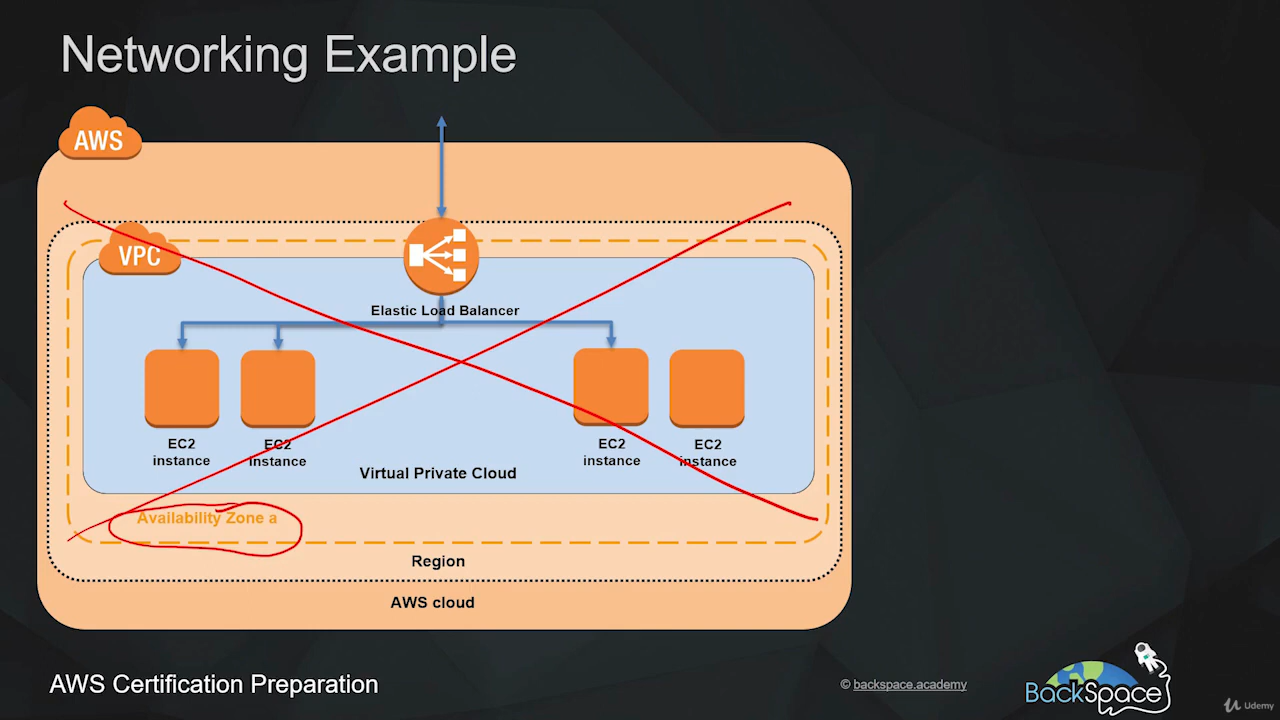 Networking Example
AWS
VPC
Elastic Load Balancer
EC2
instance
EC2
instance
EC2
instance
EC2
instance
Virtual Private Cloud
Availability Zone a
Region
AWS cloud
AWS Certification Preparation
© backspace.academy
BackSpace
Udemy